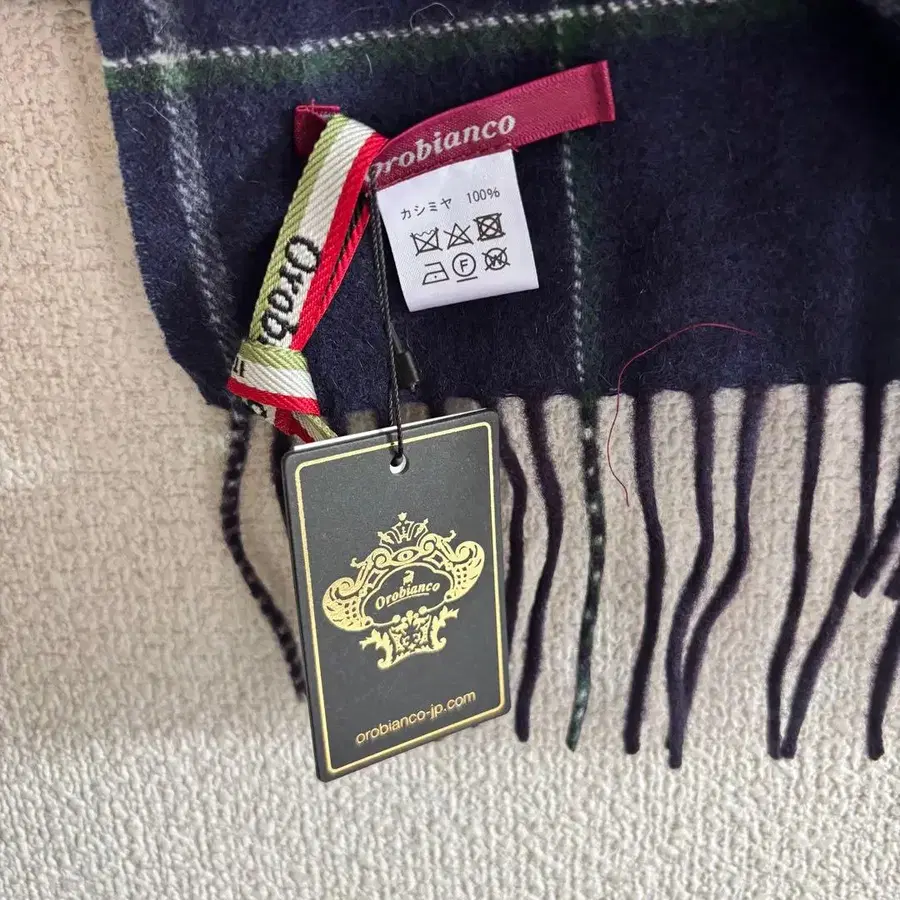 orobianco
カシミヤ 100%
F
W
Orob
Orobianco
orobianco-jp.com